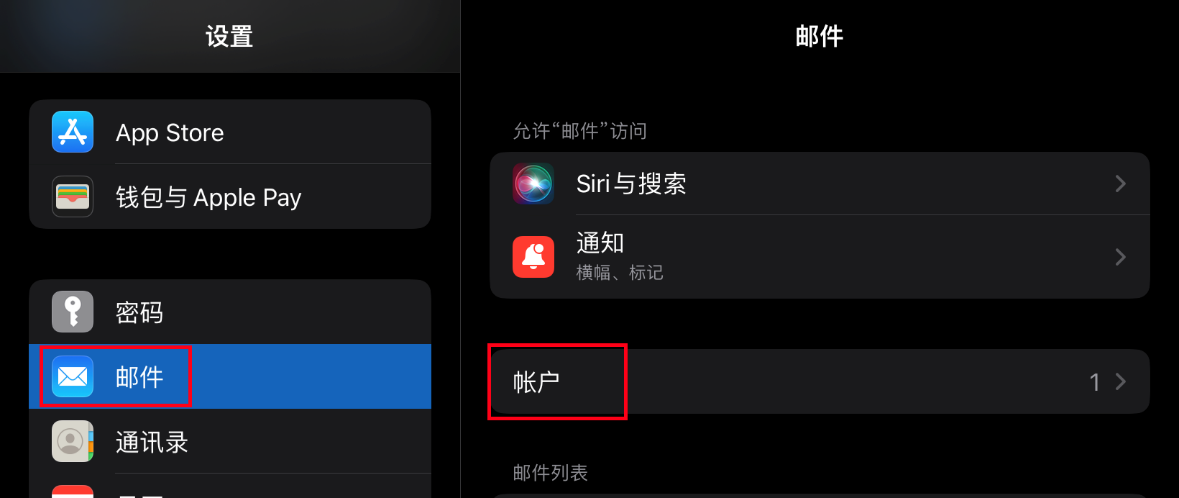 设置
App Store
钱包与 Apple Pay
密码
邮件
通讯录
邮件
允许“邮件”访问
Siri与搜索
通知
横幅、标记
帐户
1
邮件列表